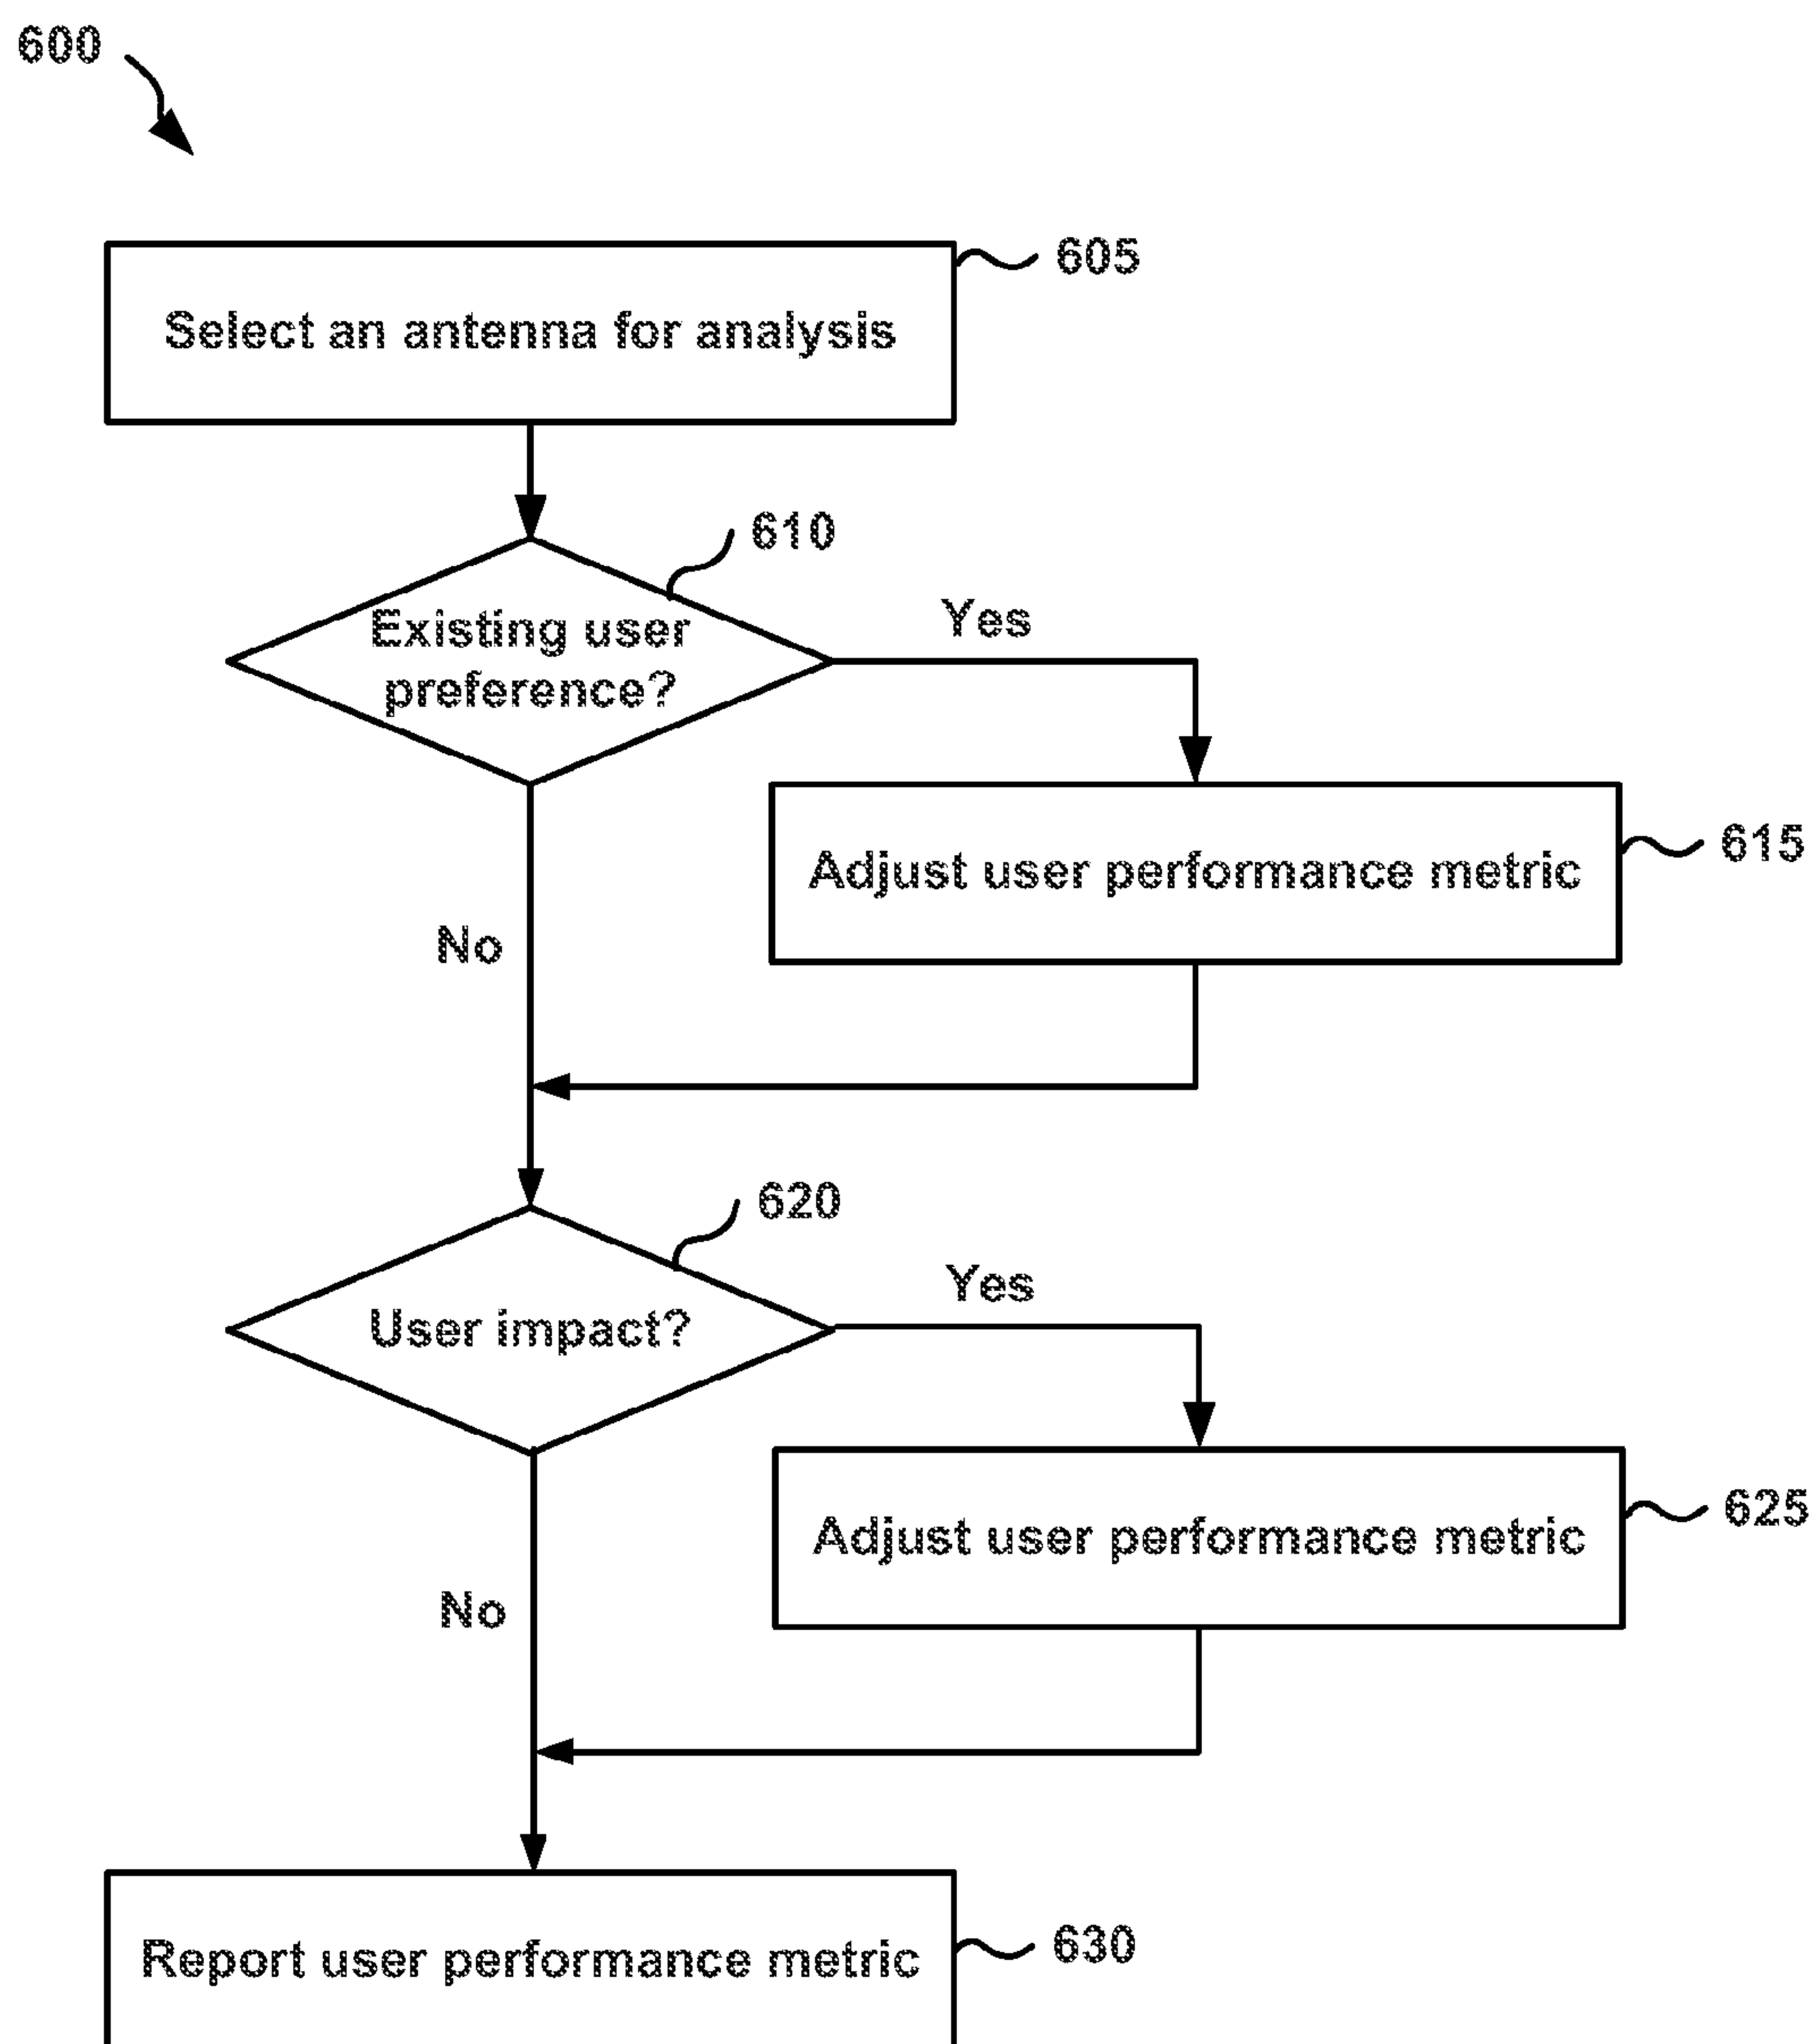 600
605
Select an antenna for analysis
610
Existing user
preference?
Yes
615
Adjust user performance metric
No
620
User impact?
Yes
625
Adjust user performance metric
No
630
Report user performance metric